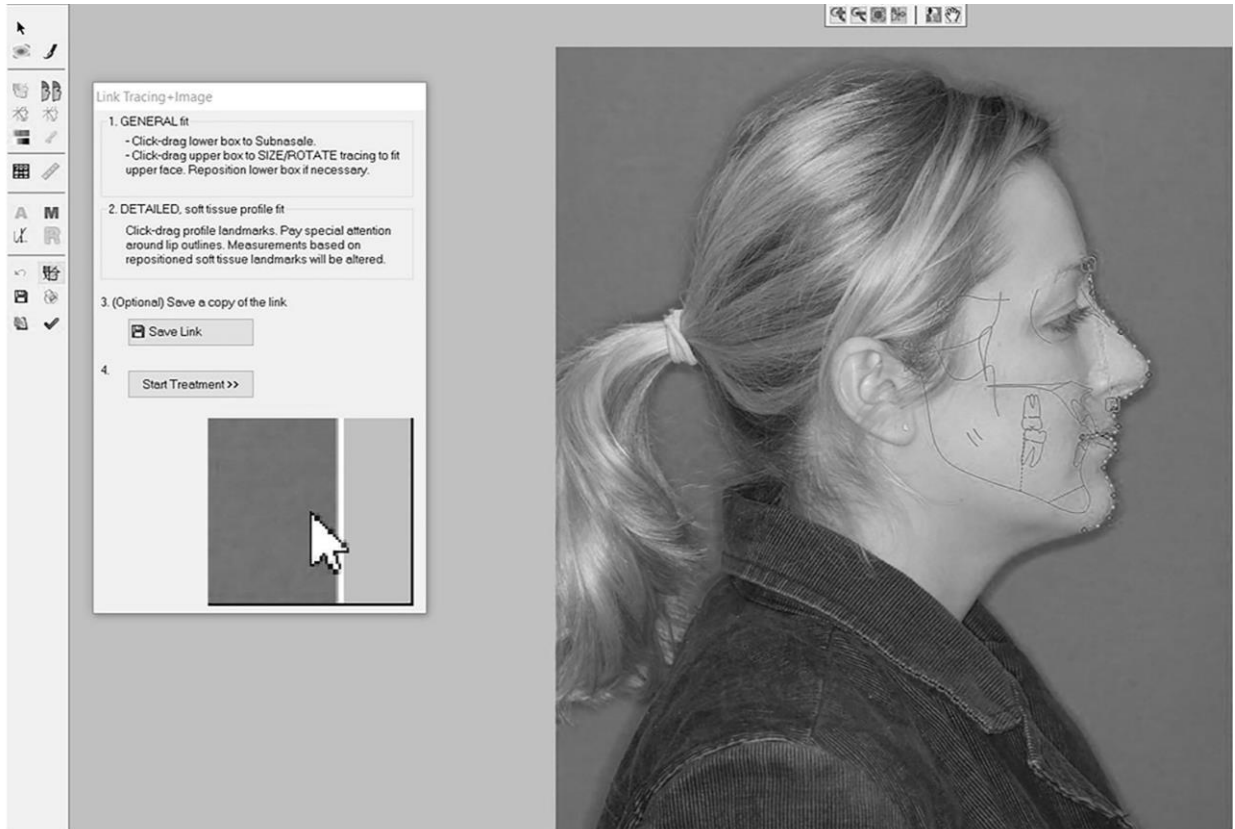 Link Tracing+Image
1. GENERAL fit
- Click-drag lower box to Subnasale.
- Click-drag upper box to SIZE/ROTATE tracing to fit
upper face. Reposition lower box if necessary.
2. DETAILED, soft tissue profile fit
Click-drag profile landmarks. Pay special attention
around lip outlines. Measurements based on
repositioned soft tissue landmarks will be altered.
3. (Optional) Save a copy of the link
Save Link
4.
Start Treatment >>
A M
R